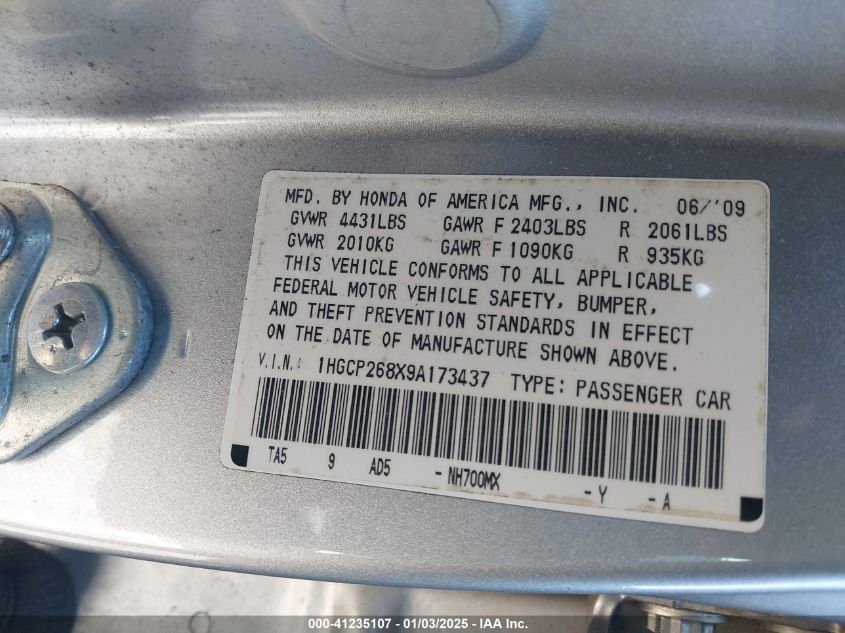 MFD. BY HONDA OF AMERICA MFG., INC. 06/'09
GVWR 4431LBS GAWR F 2403LBS R 2061LBS
GVWR 2010KG GAWR F 1090KG R 935KG
THIS VEHICLE CONFORMS TO ALL APPLICABLE
FEDERAL MOTOR VEHICLE SAFETY, BUMPER,
AND THEFT PREVENTION STANDARDS IN EFFECT
ON THE DATE OF MANUFACTURE SHOWN ABOVE.
V.I.N.: 1HGCP268X9A173437 TYPE: PASSENGER CAR
TA5 9 AD5 - NH700MX - Y - A
000-41235107 - 01/03/2025 - IAA Inc.